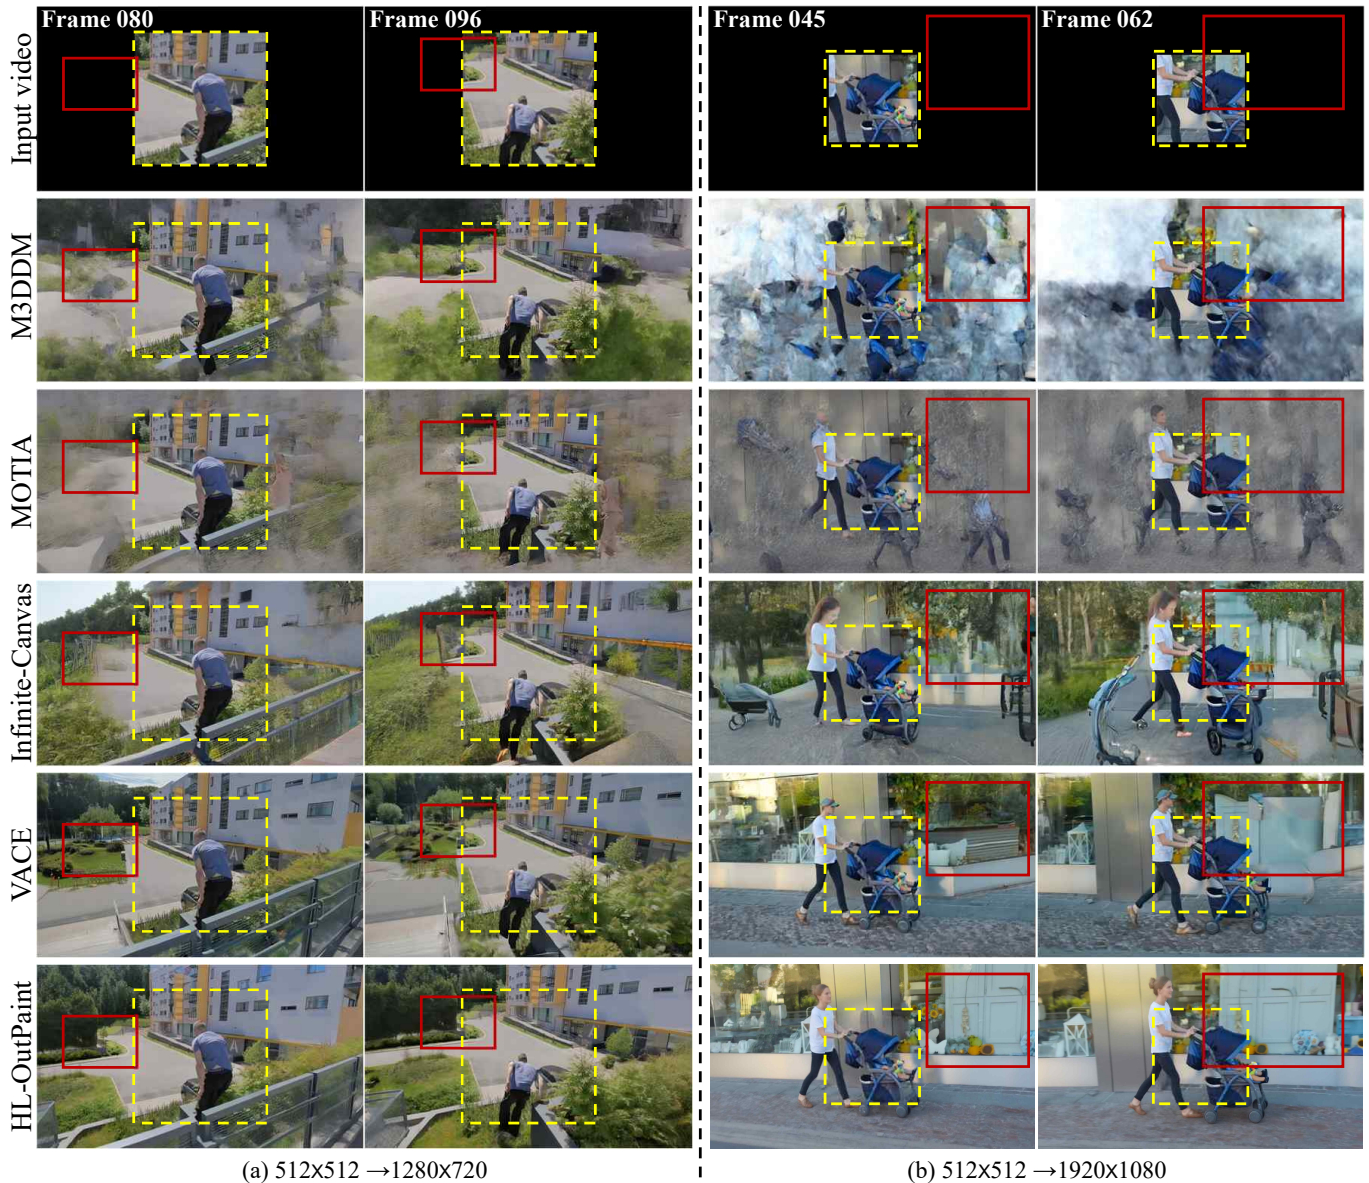 Frame 080
Frame 096
Frame 045
Frame 062
Input video
M3DDM
MOTIA
Infinite-Canvas
VACE
HL-OutPaint
(a) 512x512 →1280x720
(b) 512x512 →1920x1080